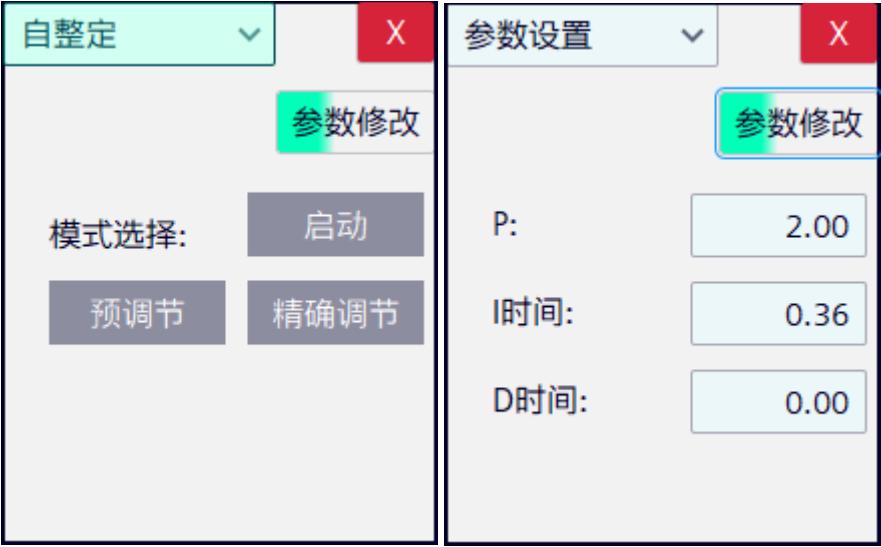 自整定
X
参数修改
模式选择:
启动
预调节
精确调节
参数设置
X
参数修改
P:
2.00
I时间:
0.36
D时间:
0.00